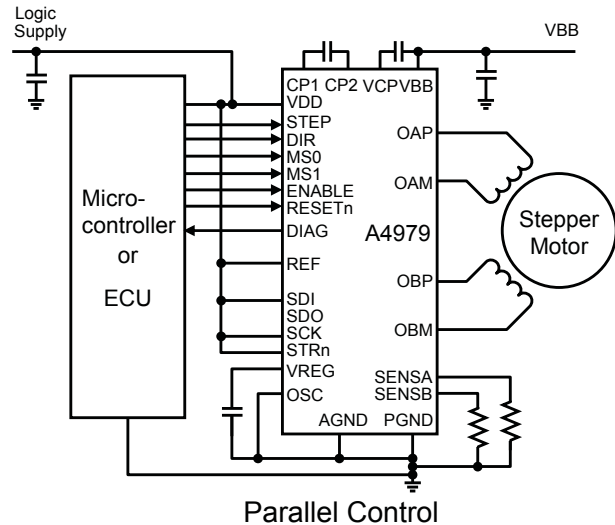 Logic
Supply
VBB
CP1 CP2 VCP VBB
VDD
STEP
DIR
MS0
MS1
ENABLE
RESETn
DIAG
REF
SDI
SDO
SCK
STRn
VREG
OSC
AGND PGND
OAP
OAM
OBP
OBM
SENSA
SENSB
A4979
Micro-
controller
or
ECU
Stepper
Motor
Parallel Control